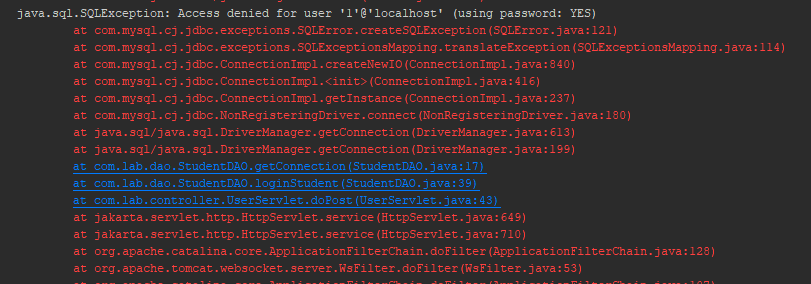 java.sql.SQLException: Access denied for user '1'@'localhost' (using password: YES)
at com.mysql.cj.jdbc.exceptions.SQLError.createSQLException(SQLError.java:121)
at com.mysql.cj.jdbc.exceptions.SQLExceptionsMapping.translateException(SQLExceptionsMapping.java:114)
at com.mysql.cj.jdbc.ConnectionImpl.createNewIO(ConnectionImpl.java:840)
at com.mysql.cj.jdbc.ConnectionImpl.<init>(ConnectionImpl.java:416)
at com.mysql.cj.jdbc.ConnectionImpl.getInstance(ConnectionImpl.java:237)
at com.mysql.cj.jdbc.NonRegisteringDriver.connect(NonRegisteringDriver.java:180)
at java.sql/java.sql.DriverManager.getConnection(DriverManager.java:613)
at java.sql/java.sql.DriverManager.getConnection(DriverManager.java:199)
at com.lab.dao.StudentDAO.getConnection(StudentDAO.java:17)
at com.lab.dao.StudentDAO.loginStudent(StudentDAO.java:39)
at com.lab.controller.UserServlet.doPost(UserServlet.java:43)
at jakarta.servlet.http.HttpServlet.service(HttpServlet.java:649)
at jakarta.servlet.http.HttpServlet.service(HttpServlet.java:710)
at org.apache.catalina.core.ApplicationFilterChain.doFilter(ApplicationFilterChain.java:128)
at org.apache.tomcat.websocket.server.WsFilter.doFilter(WsFilter.java:53)